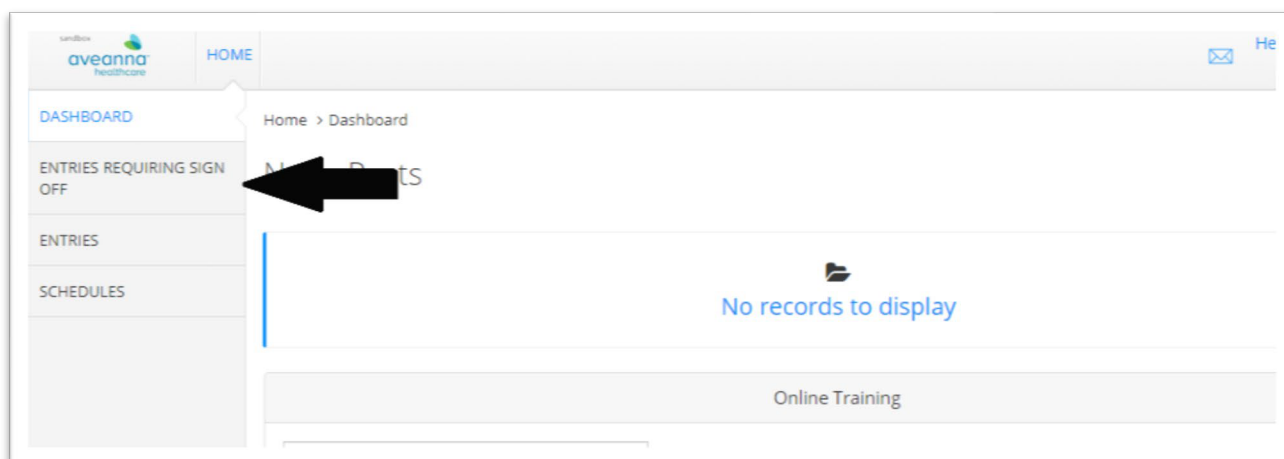 sandbox
aveanna
healthcare
HOME
He
DASHBOARD
Home > Dashboard
ENTRIES REQUIRING SIGN
OFF
ENTRIES
No records to display
SCHEDULES
Online Training